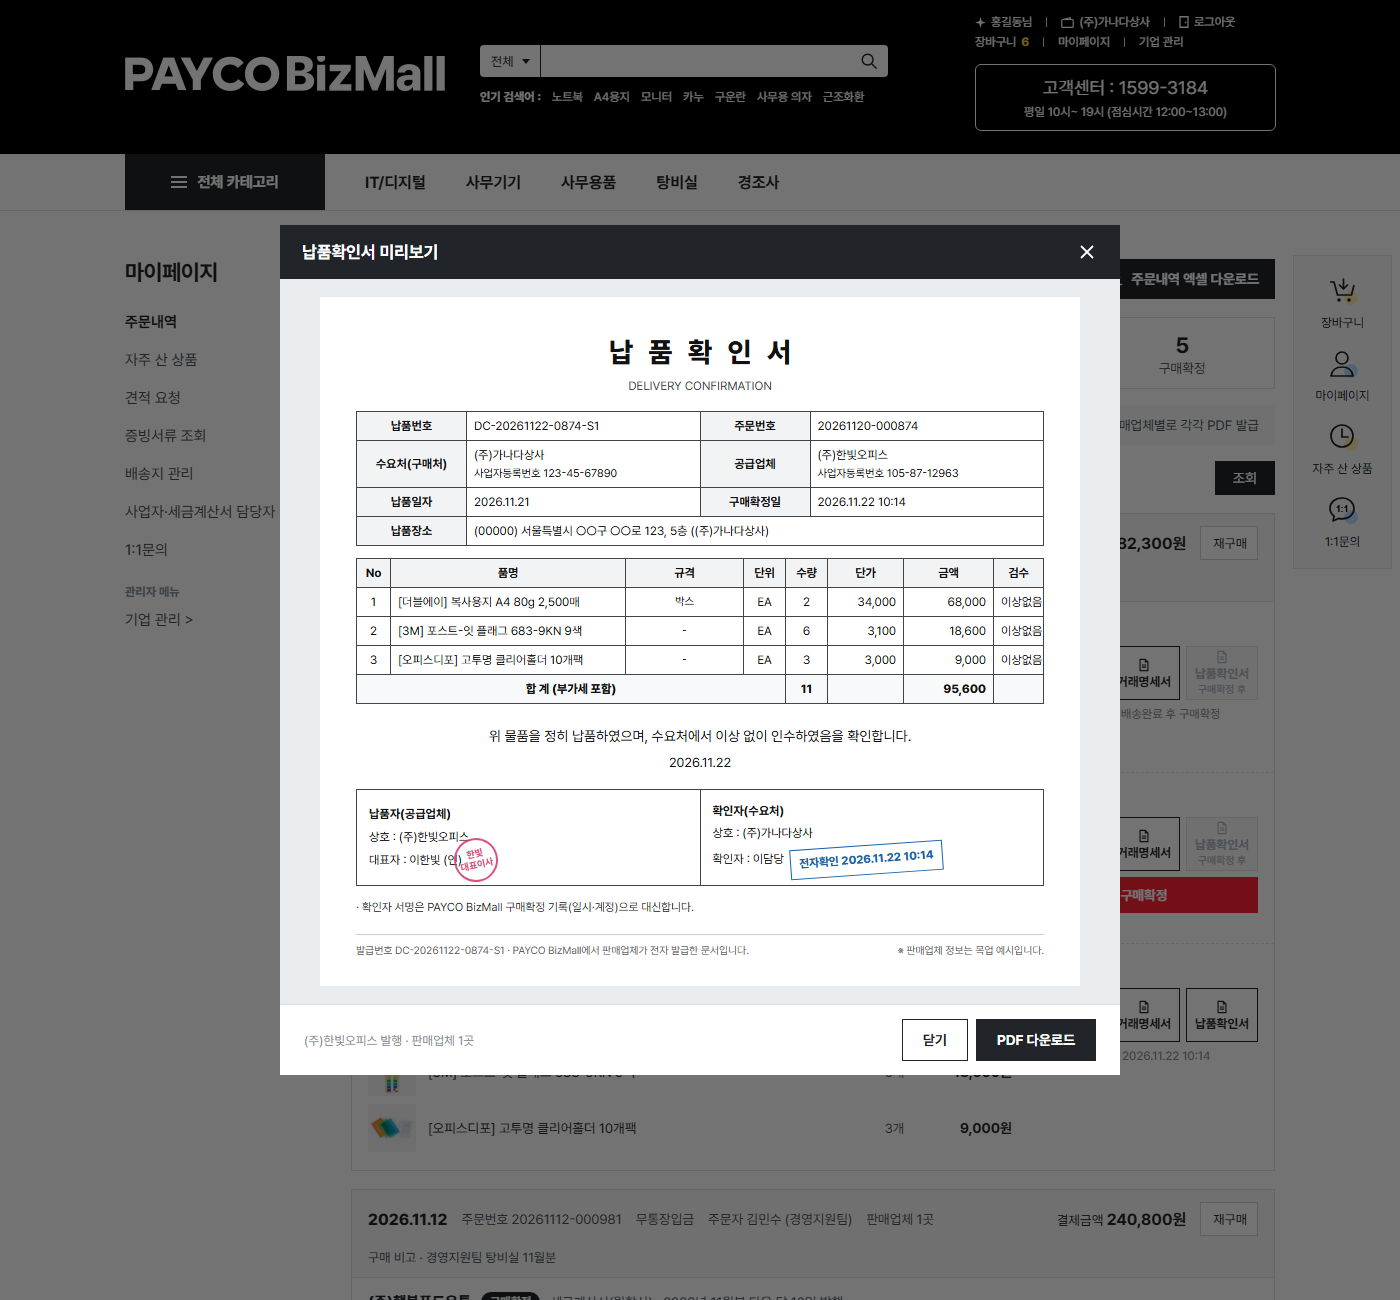 홍길동님 | (주)가나다상사 | 로그아웃
장바구니 6 | 마이페이지 | 기업 관리
PAYCO BizMall
전체
인기 검색어 : 노트북 A4용지 모니터 카누 구운란 사무용 의자 근조화환
고객센터 : 1599-3184
평일 10시~ 19시 (점심시간 12:00~13:00)
전체 카테고리
IT/디지털 사무기기 사무용품 탕비실 경조사
마이페이지
주문내역
자주 산 상품
견적 요청
증빙서류 조회
배송지 관리
사업자·세금계산서 담당자
1:1문의
관리자 메뉴
기업 관리 >
주문내역 엑셀 다운로드
5
구매확정
매업체별로 각각 PDF 발급
조회
82,300원 재구매
거래명세서 납품확인서
구매확정 후
배송완료 후 구매확정
거래명세서 납품확인서
구매확정 후
구매확정
거래명세서 납품확인서
2026.11.22 10:14
장바구니
마이페이지
자주 산 상품
1:1
1:1문의
납품확인서 미리보기
납 품 확 인 서
DELIVERY CONFIRMATION
납품번호 DC-20261122-0874-S1 주문번호 20261120-000874
수요처(구매처) (주)가나다상사 공급업체 (주)한빛오피스
사업자등록번호 123-45-67890 사업자등록번호 105-87-12963
납품일자 2026.11.21 구매확정일 2026.11.22 10:14
납품장소 (00000) 서울특별시 ○○구 ○○로 123, 5층 ((주)가나다상사)
No 품명 규격 단위 수량 단가 금액 검수
1 [더블에이] 복사용지 A4 80g 2,500매 박스 EA 2 34,000 68,000 이상없음
2 [3M] 포스트-잇 플래그 683-9KN 9색 - EA 6 3,100 18,600 이상없음
3 [오피스디포] 고투명 클리어홀더 10개팩 - EA 3 3,000 9,000 이상없음
합 계 (부가세 포함) 11 95,600
위 물품을 정히 납품하였으며, 수요처에서 이상 없이 인수하였음을 확인합니다.
2026.11.22
납품자(공급업체)
상호 : (주)한빛오피스
대표자 : 이한빛 (인)
한빛
대표이사
확인자(수요처)
상호 : (주)가나다상사
확인자 : 이담당 전자확인 2026.11.22 10:14
· 확인자 서명은 PAYCO BizMall 구매확정 기록(일시·계정)으로 대신합니다.
발급번호 DC-20261122-0874-S1 · PAYCO BizMall에서 판매업체가 전자 발급한 문서입니다.
※ 판매업체 정보는 목업 예시입니다.
(주)한빛오피스 발행 · 판매업체 1곳
닫기 PDF 다운로드
[오피스디포] 고투명 클리어홀더 10개팩 3개 9,000원
2026.11.12 주문번호 20261112-000981 무통장입금 주문자 김민수 (경영지원팀) 판매업체 1곳 결제금액 240,800원 재구매
구매 비고 · 경영지원팀 탕비실 11월분